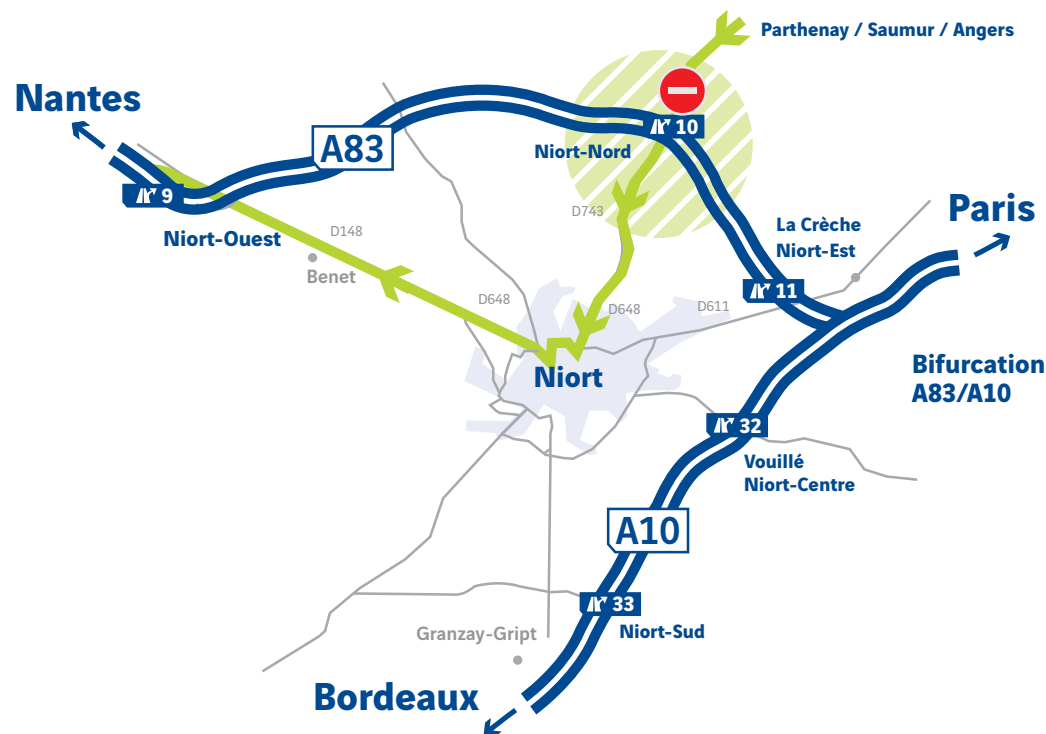 Parthenay / Saumur / Angers
Nantes
10
A83
Niort-Nord
9
Paris
D743
La Crèche
Niort-Est
D148
Niort-Ouest
Benet
11
D648
D648
D611
Bifurcation
A83/A10
Niort
32
Vouillé
Niort-Centre
A10
33
Niort-Sud
Granzay-Gript
Bordeaux